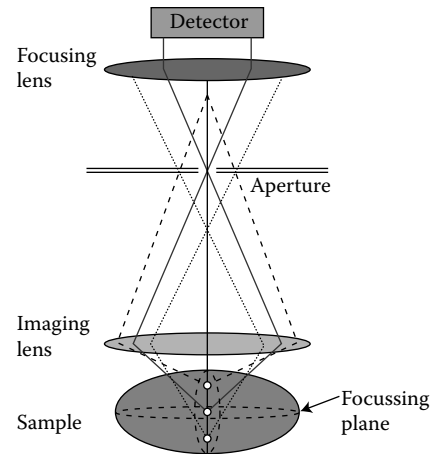 Detector
Focusing
lens
Aperture
Imaging
lens
Sample
Focussing
plane